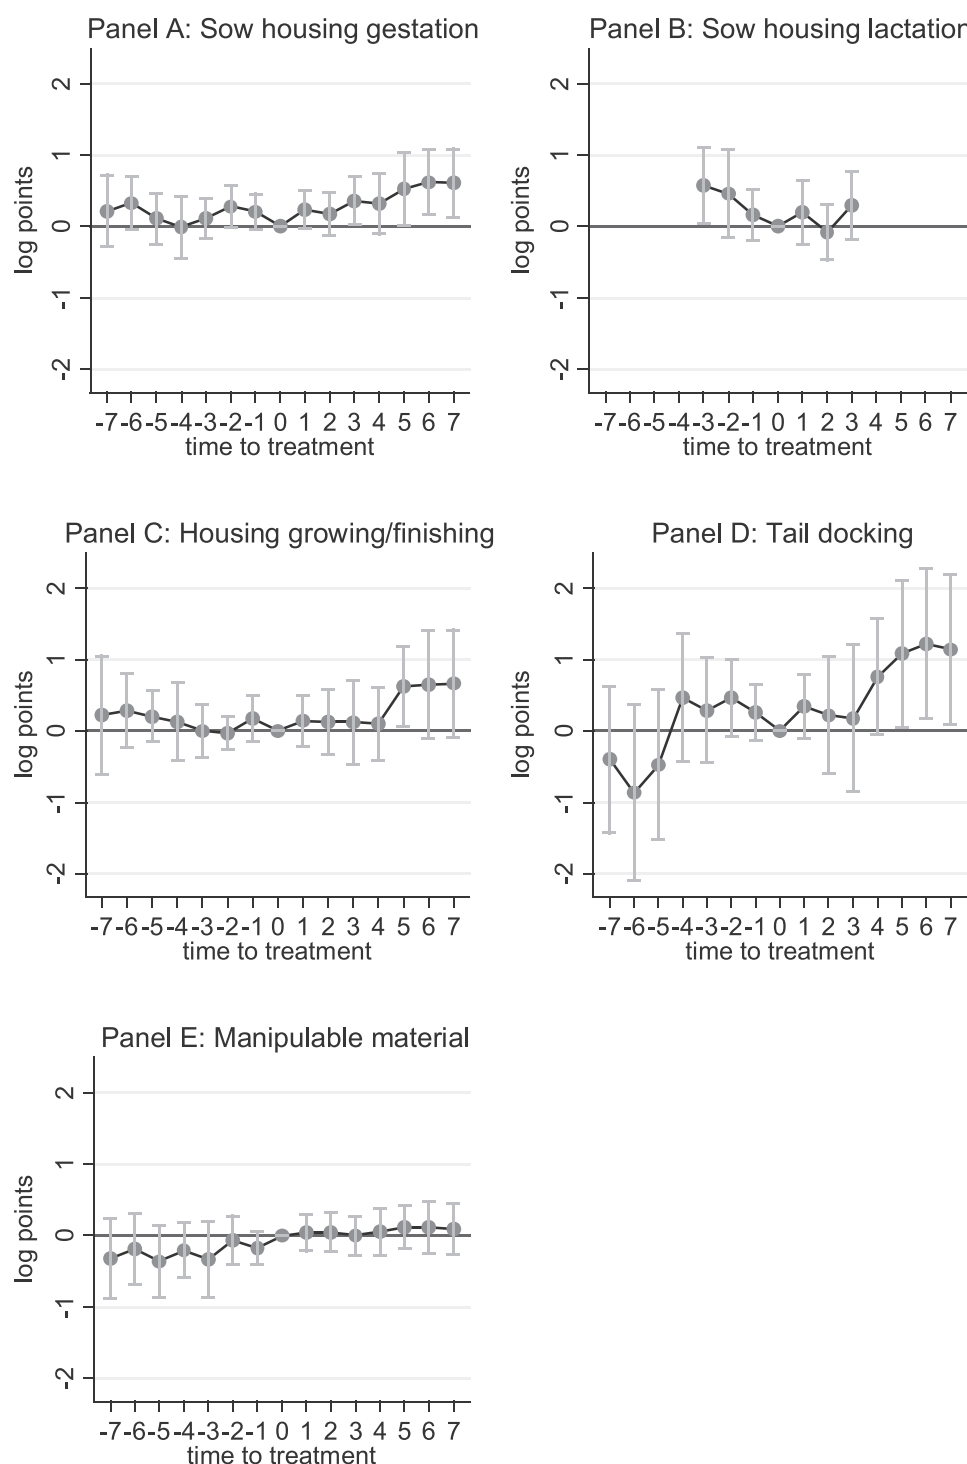 Panel A: Sow housing gestation
2
1
0
-1
-2
log points
-7 -6 -5 -4 -3 -2 -1 0 1 2 3 4 5 6 7
time to treatment
Panel B: Sow housing lactation
2
1
0
-1
-2
log points
-7 -6 -5 -4 -3 -2 -1 0 1 2 3 4 5 6 7
time to treatment
Panel C: Housing growing/finishing
2
1
0
-1
-2
log points
-7 -6 -5 -4 -3 -2 -1 0 1 2 3 4 5 6 7
time to treatment
Panel D: Tail docking
2
1
0
-1
-2
log points
-7 -6 -5 -4 -3 -2 -1 0 1 2 3 4 5 6 7
time to treatment
Panel E: Manipulable material
2
1
0
-1
-2
log points
-7 -6 -5 -4 -3 -2 -1 0 1 2 3 4 5 6 7
time to treatment